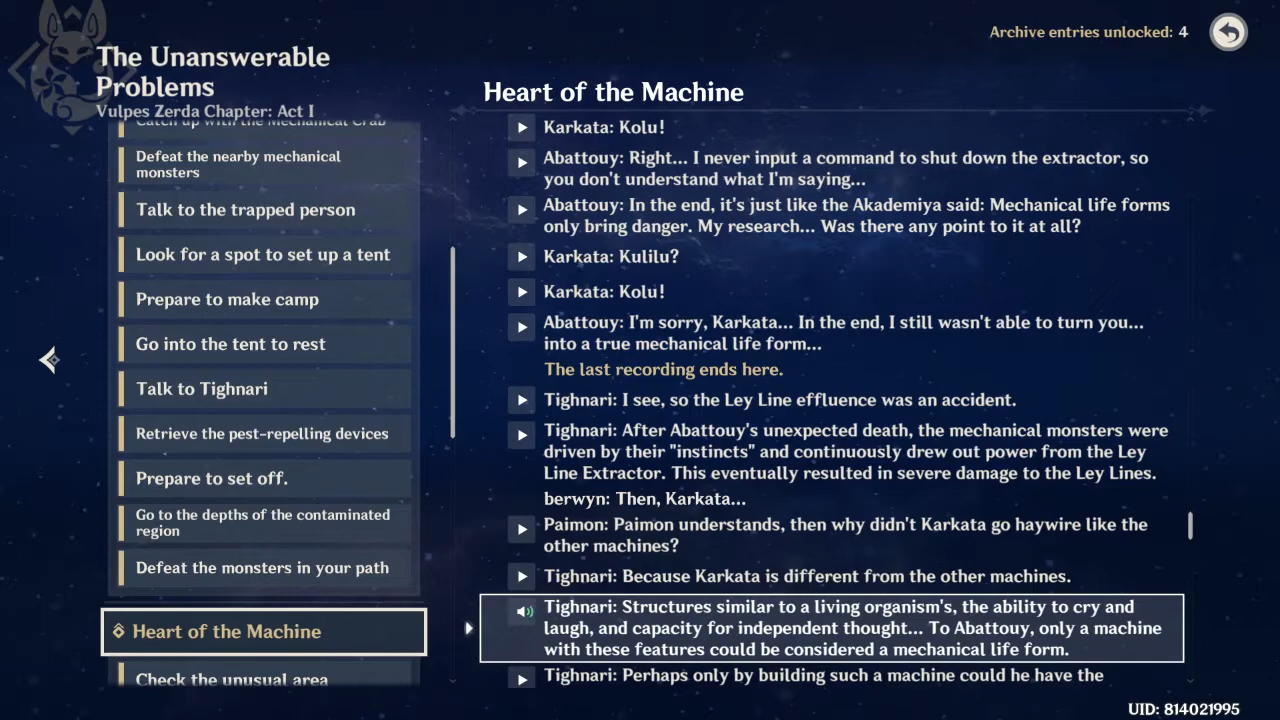 Archive entries unlocked: 4
The Unanswerable
Problems
Vulpes Zerda Chapter: Act I
Catch up with the Mechanical Crab
Defeat the nearby mechanical
monsters
Talk to the trapped person
Look for a spot to set up a tent
Prepare to make camp
Go into the tent to rest
Talk to Tighnari
Retrieve the pest-repelling devices
Prepare to set off.
Go to the depths of the contaminated
region
Defeat the monsters in your path
Heart of the Machine
Check the unusual area
Heart of the Machine
Karkata: Kolu!
Abattouy: Right... I never input a command to shut down the extractor, so
you don't understand what I'm saying...
Abattouy: In the end, it's just like the Akademiya said: Mechanical life forms
only bring danger. My research... Was there any point to it at all?
Karkata: Kulilu?
Karkata: Kolu!
Abattouy: I'm sorry, Karkata... In the end, I still wasn't able to turn you...
into a true mechanical life form...
The last recording ends here.
Tighnari: I see, so the Ley Line effluence was an accident.
Tighnari: After Abattouy's unexpected death, the mechanical monsters were
driven by their "instincts" and continuously drew out power from the Ley
Line Extractor. This eventually resulted in severe damage to the Ley Lines.
berwyn: Then, Karkata...
Paimon: Paimon understands, then why didn't Karkata go haywire like the
other machines?
Tighnari: Because Karkata is different from the other machines.
Tighnari: Structures similar to a living organism's, the ability to cry and
laugh, and capacity for independent thought... To Abattouy, only a machine
with these features could be considered a mechanical life form.
Tighnari: Perhaps only by building such a machine could he have the
UID: 814021995